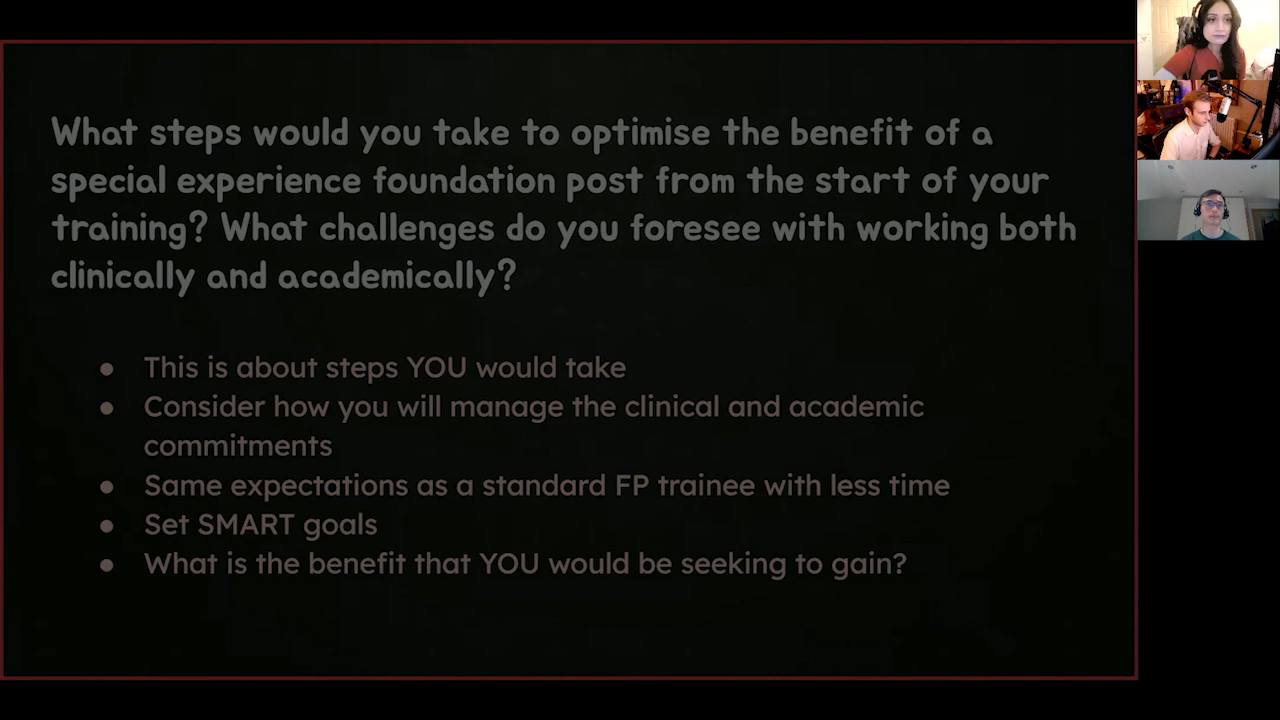 What steps would you take to optimise the benefit of a
special experience foundation post from the start of your
training? What challenges do you foresee with working both
clinically and academically?
● This is about steps YOU would take
● Consider how you will manage the clinical and academic
commitments
● Same expectations as a standard FP trainee with less time
● Set SMART goals
● What is the benefit that YOU would be seeking to gain?